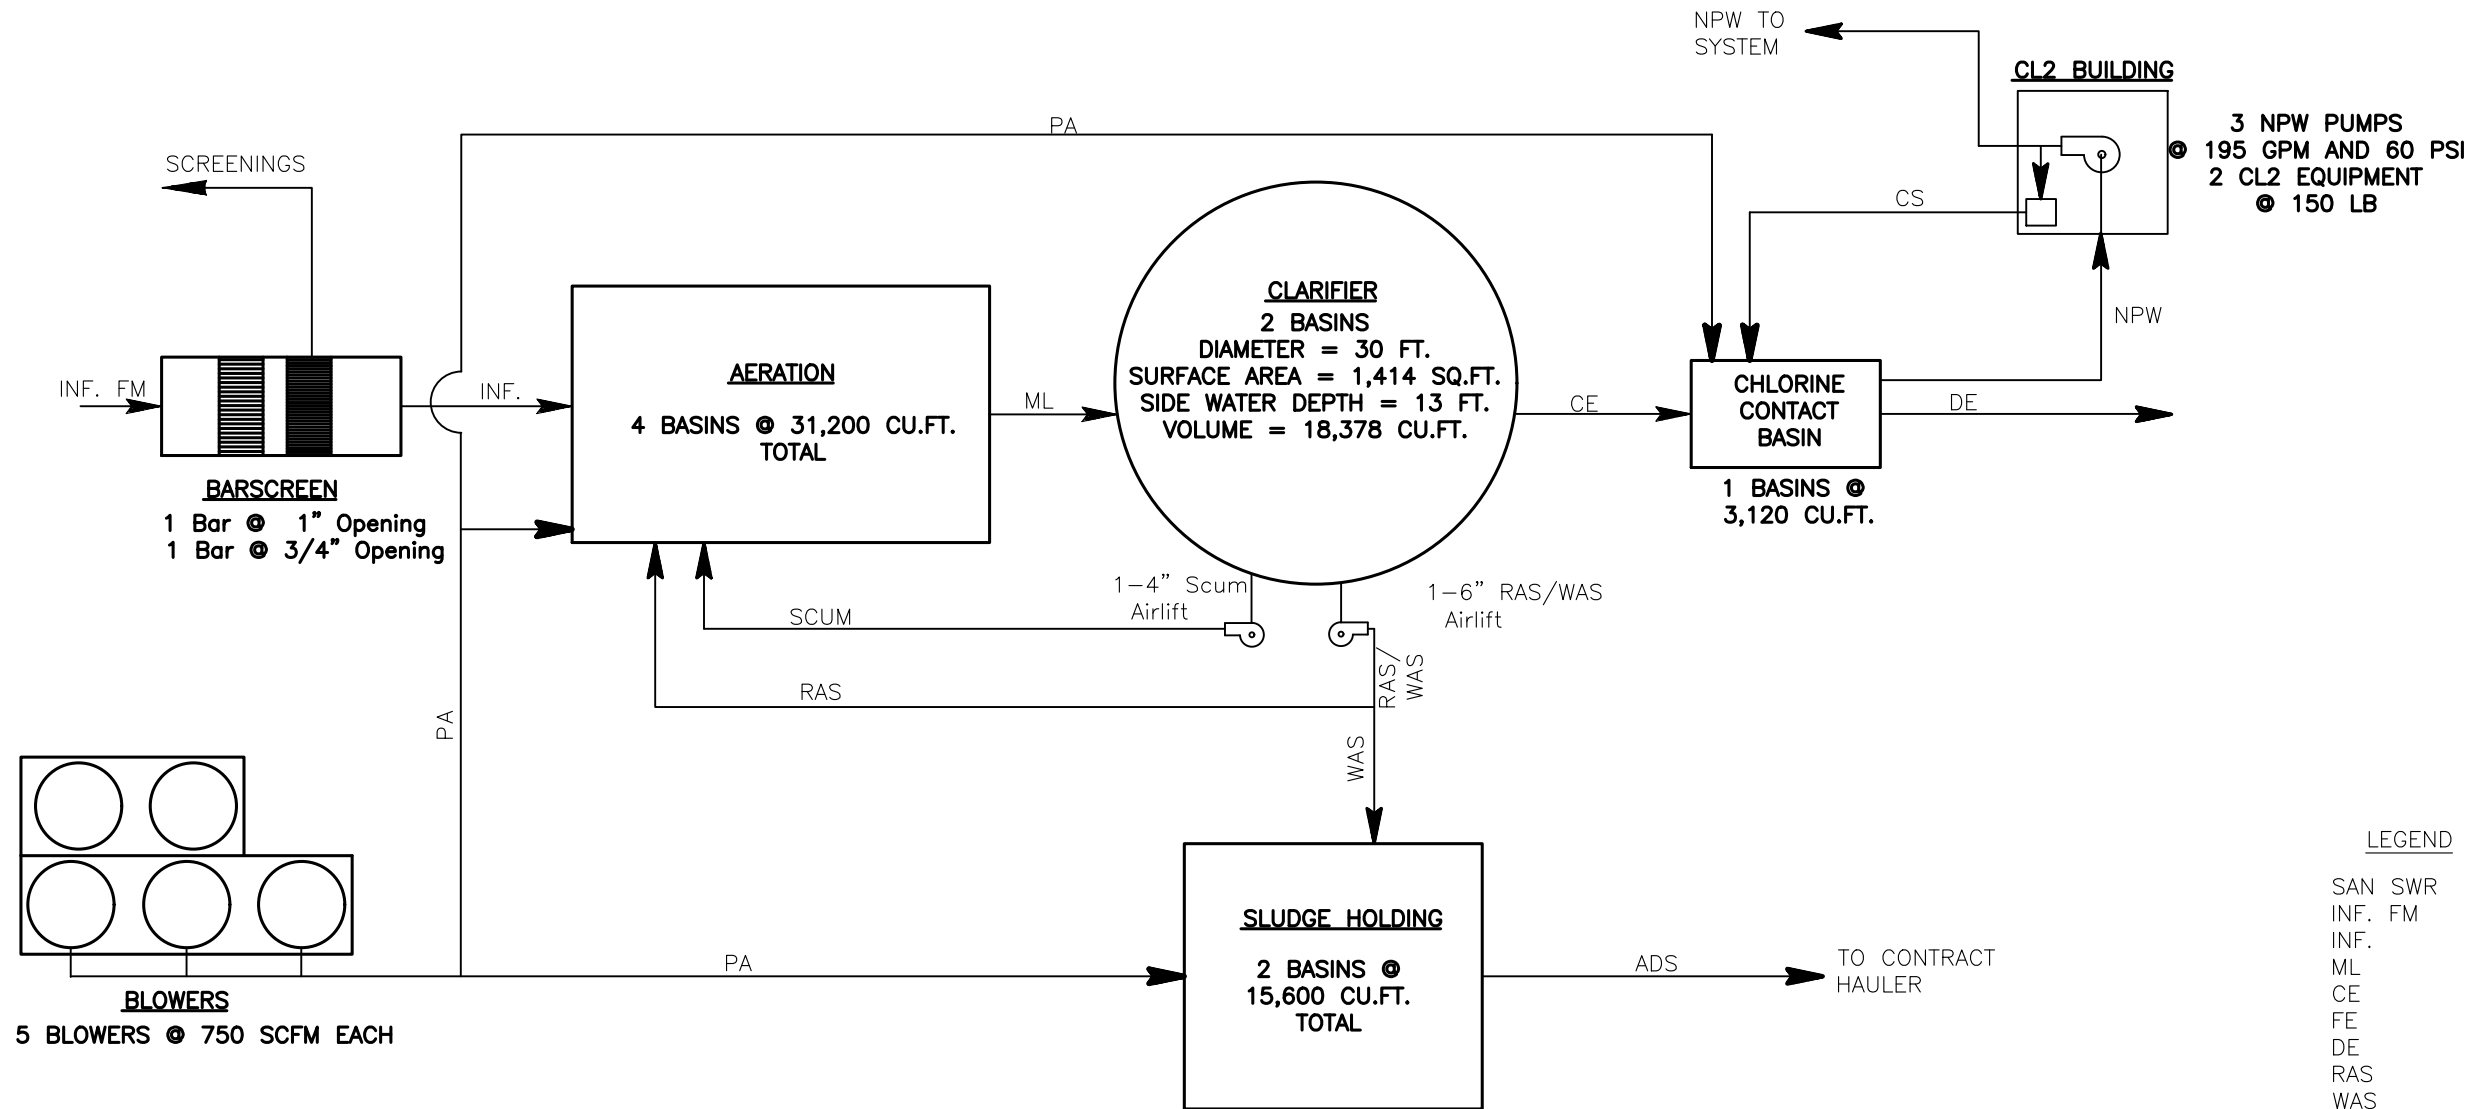 NPW TO
SYSTEM
CL2 BUILDING
3 NPW PUMPS
@ 195 GPM AND 60 PSI
2 CL2 EQUIPMENT
@ 150 LB
PA
SCREENINGS
CS
NPW
INF. FM
INF.
BARSCREEN
1 Bar @ 1" Opening
1 Bar @ 3/4" Opening
AERATION
4 BASINS @ 31,200 CU.FT.
TOTAL
ML
CLARIFIER
2 BASINS
DIAMETER = 30 FT.
SURFACE AREA = 1,414 SQ.FT.
SIDE WATER DEPTH = 13 FT.
VOLUME = 18,378 CU.FT.
CE
CHLORINE
CONTACT
BASIN
DE
1 BASINS @
3,120 CU.FT.
1-4" Scum
Airlift
1-6" RAS/WAS
Airlift
SCUM
RAS/
WAS
RAS
PA
WAS
BLOWERS
5 BLOWERS @ 750 SCFM EACH
PA
SLUDGE HOLDING
2 BASINS @
15,600 CU.FT.
TOTAL
ADS
TO CONTRACT
HAULER
LEGEND
SAN SWR
INF. FM
INF.
ML
CE
FE
DE
RAS
WAS